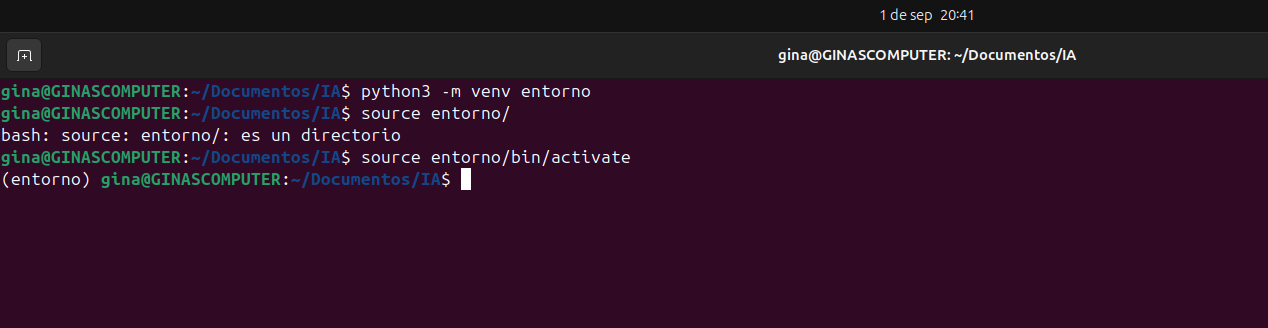 1 de sep 20:41
gina@GINASCOMPUTER: ~/Documentos/IA
gina@GINASCOMPUTER:~/Documentos/IA$ python3 -m venv entorno
gina@GINASCOMPUTER:~/Documentos/IA$ source entorno/
bash: source: entorno/: es un directorio
gina@GINASCOMPUTER:~/Documentos/IA$ source entorno/bin/activate
(entorno) gina@GINASCOMPUTER:~/Documentos/IA$